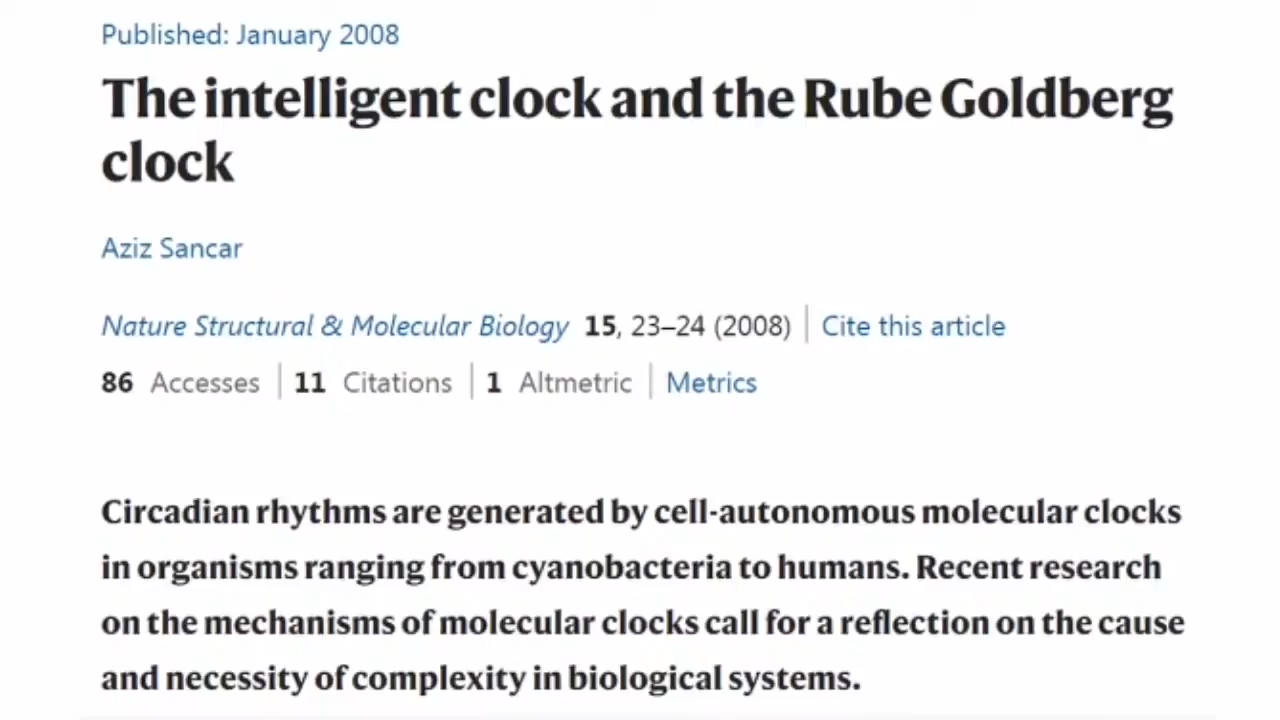 Published: January 2008
The intelligent clock and the Rube Goldberg
clock
Aziz Sancar
Nature Structural & Molecular Biology 15, 23–24 (2008) Cite this article
86 Accesses 11 Citations 1 Altmetric Metrics
Circadian rhythms are generated by cell-autonomous molecular clocks
in organisms ranging from cyanobacteria to humans. Recent research
on the mechanisms of molecular clocks call for a reflection on the cause
and necessity of complexity in biological systems.